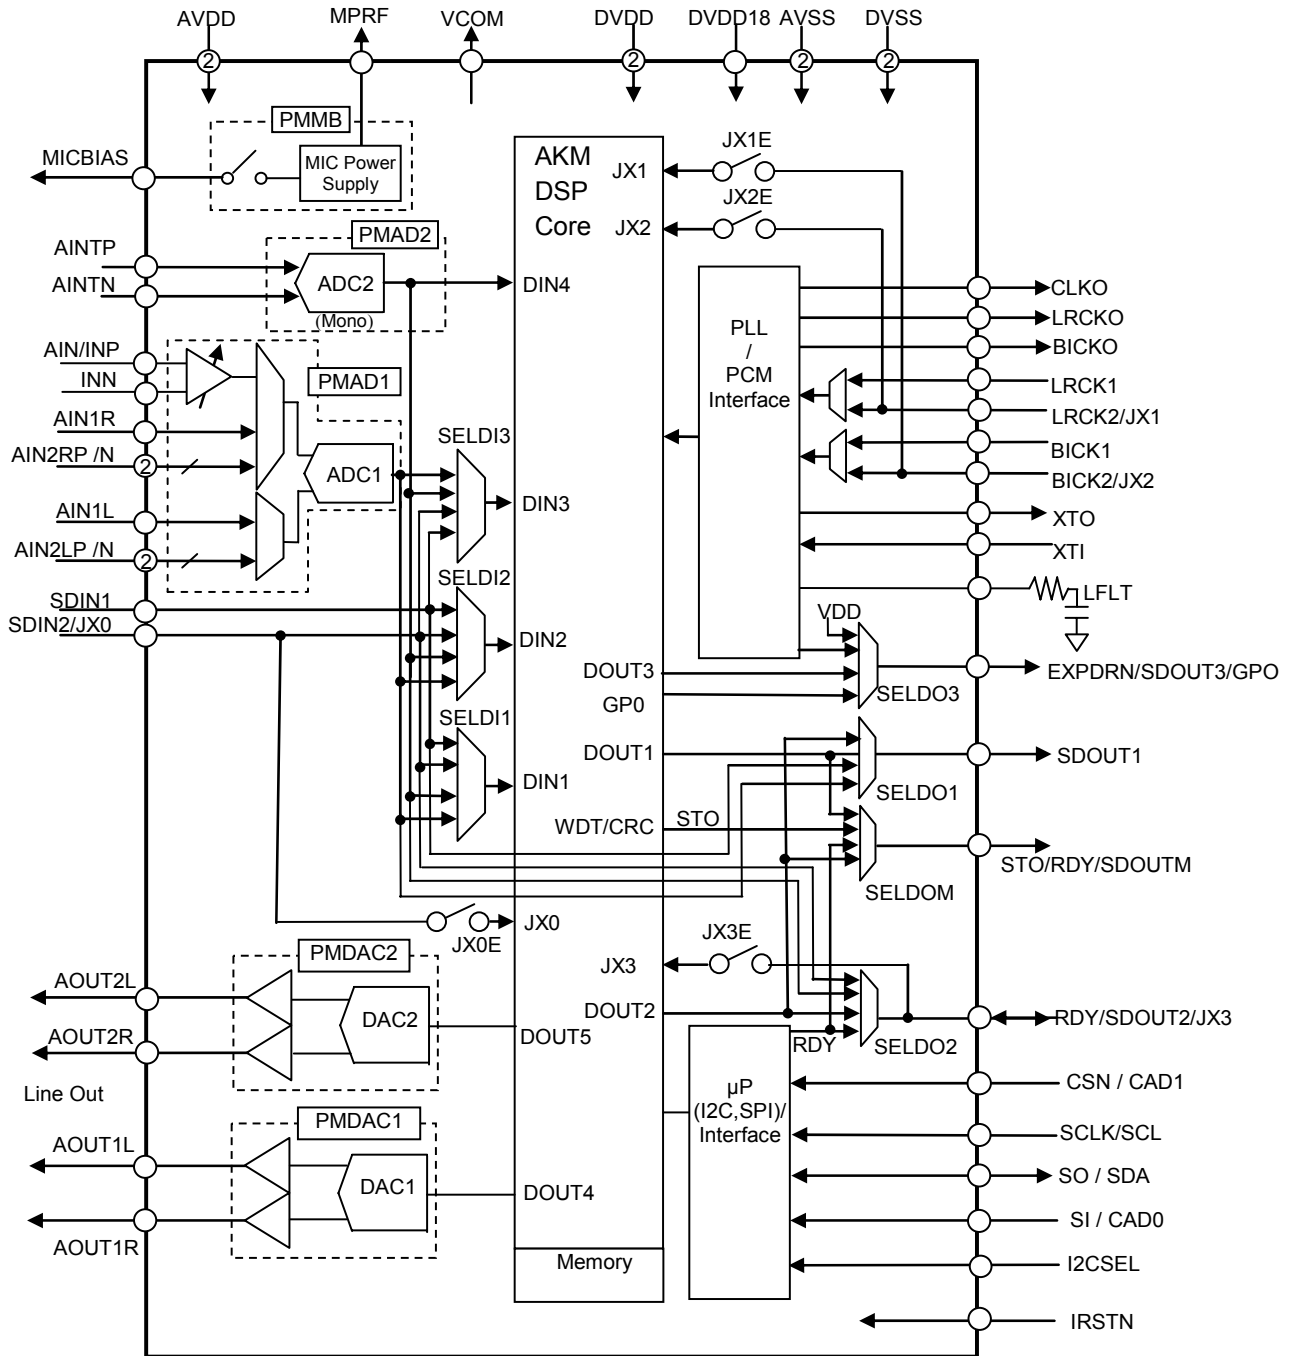 AVDD
MPRF
VCOM
DVDD
DVDD18
AVSS
DVSS
2
2
2
2
PMMB
MICBIAS
MIC Power
Supply
AKM
DSP
Core
JX1
JX1E
JX2
JX2E
PMAD2
AINTP
AINTN
ADC2
(Mono)
DIN4
CLKO
LRCKO
BICKO
PLL
/
PCM
Interface
LRCK1
LRCK2/JX1
BICK1
BICK2/JX2
XTO
XTI
LFLT
AIN/INP
INN
PMAD1
AIN1R
AIN2RP /N
2
ADC1
SELDI3
DIN3
AIN1L
AIN2LP /N
2
SELDI2
SDIN1
SDIN2/JX0
DIN2
VDD
DOUT3
GP0
SELDO3
EXPDRN/SDOUT3/GPO
SELDI1
DOUT1
SDOUT1
DIN1
SELDO1
WDT/CRC
STO
STO/RDY/SDOUTM
SELDOM
JX0
JX0E
JX3E
JX3
PMDAC2
AOUT2L
DAC2
AOUT2R
DOUT2
DOUT5
RDY
SELDO2
RDY/SDOUT2/JX3
Line Out
µP
(I2C,SPI)/
Interface
CSN / CAD1
SCLK/SCL
SO / SDA
SI / CAD0
I2CSEL
IRSTN
PMDAC1
AOUT1L
DAC1
DOUT4
AOUT1R
Memory